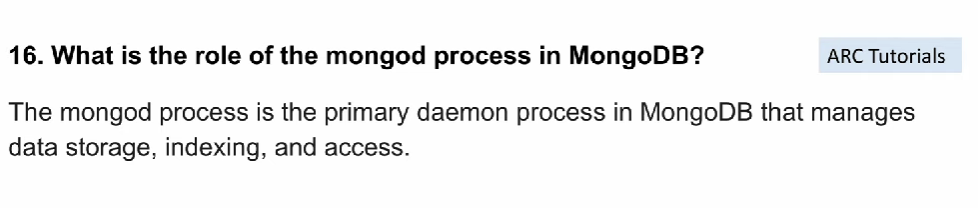 16. What is the role of the mongod process in MongoDB?
ARC Tutorials
The mongod process is the primary daemon process in MongoDB that manages
data storage, indexing, and access.